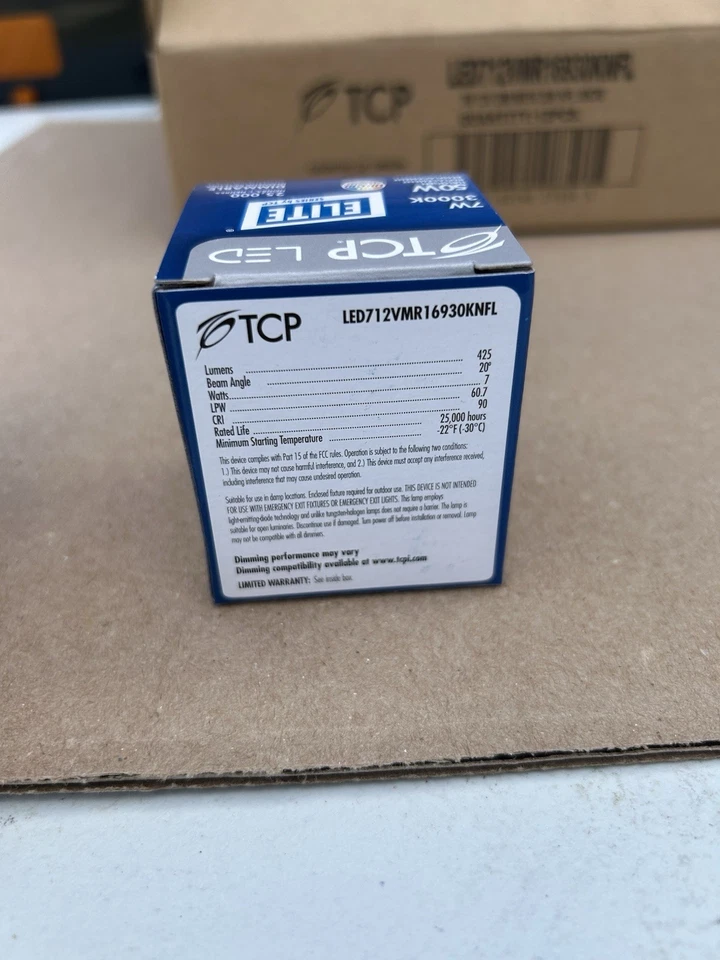 TCP
LED712VMR16930KNFL
7W
3000K
50W
25,000
DIMMABLE
ELITE
SERIES BY TCP
TCP LED
TCP
LED712VMR16930KNFL
Lumens 425
Beam Angle 20°
Watts 7
LPW 60.7
CRI 90
Rated Life 25,000 hours
Minimum Starting Temperature -22°F (-30°C)
This device complies with Part 15 of the FCC rules. Operation is subject to the following two conditions:
1.) This device may not cause harmful interference, and 2.) This device must accept any interference received,
including interference that may cause undesired operation.
Suitable for use in damp locations. Enclosed fixture required for outdoor use. THIS DEVICE IS NOT INTENDED
FOR USE WITH EMERGENCY EXIT FIXTURES OR EMERGENCY EXIT LIGHTS. This lamp employs
light-emitting-diode technology and unlike tungsten-halogen lamps does not require a barrier. The lamp is
suitable for open luminaries. Discontinue use if damaged. Turn power off before installation or removal. Lamp
may not be compatible with all dimmers.
Dimming performance may vary
Dimming compatibility available at www.tcpi.com
LIMITED WARRANTY: See inside box.